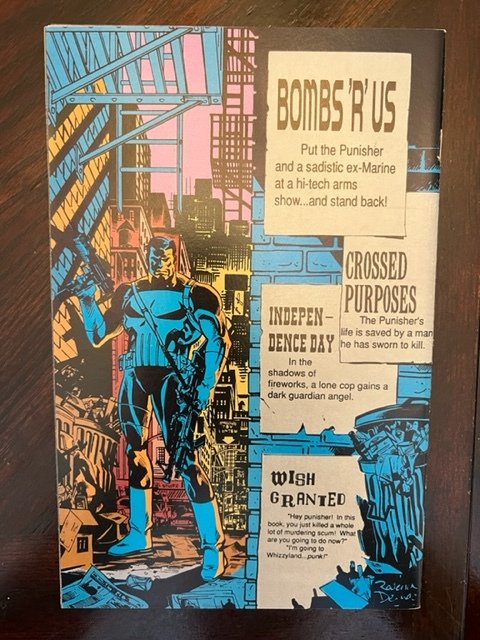 BOMBS 'R' US
Put the Punisher
and a sadistic ex-Marine
at a hi-tech arms
show...and stand back!
CROSSED
PURPOSES
The Punisher's
life is saved by a man
he has sworn to kill.
INDEPEN-
DENCE DAY
In the
shadows of
fireworks, a lone cop gains a
dark guardian angel.
WISH
GRANTED
"Hey punisher! In this
book, you just killed a whole
lot of murdering scum! What
are you going to do now?"
"I'm going to
Whizzyland...punk!"